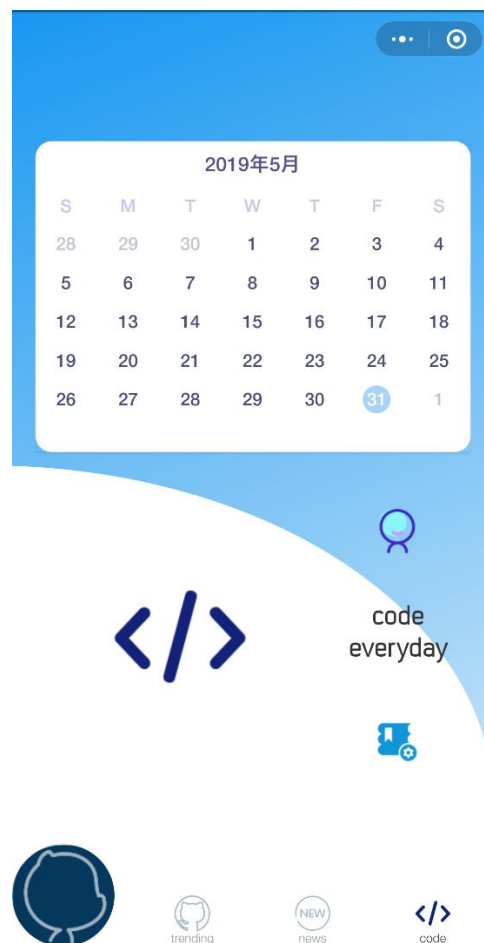 2019年5月
S M T W T F S
28 29 30 1 2 3 4
5 6 7 8 9 10 11
12 13 14 15 16 17 18
19 20 21 22 23 24 25
26 27 28 29 30 31 1
</>
code
everyday
trending
NEW
news
</>
code